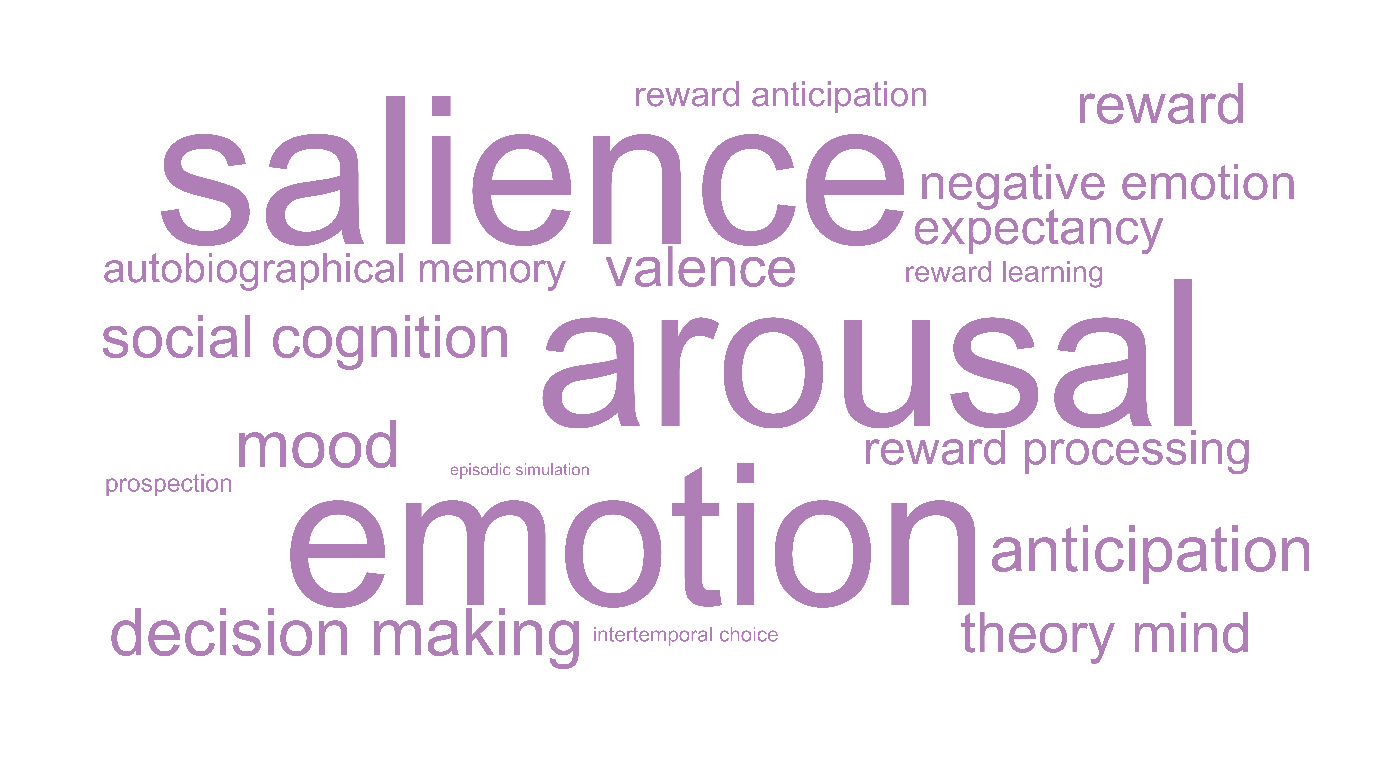 reward anticipation
reward
salience
negative emotion
expectancy
autobiographical memory
valence
reward learning
social cognition
arousal
mood
reward processing
episodic simulation
prospection
emotion
anticipation
decision making
intertemporal choice
theory mind